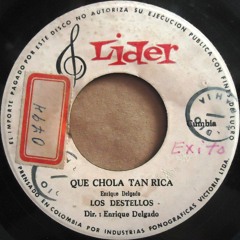 EL IMPORTE PAGADO POR ESTE DISCO NO AUTORIZA SU EJECUCION PUBLICA CON FINES DE
Lider
0794
Cumbia
Exito
QUE CHOLA TAN RICA
Enrique Delgado
LOS DESTELLOS
Dir.: Enrique Delgado
PRENSADO EN COLOMBIA POR INDUSTRIAS FONOGRAFICAS VICTORIA LTDA.